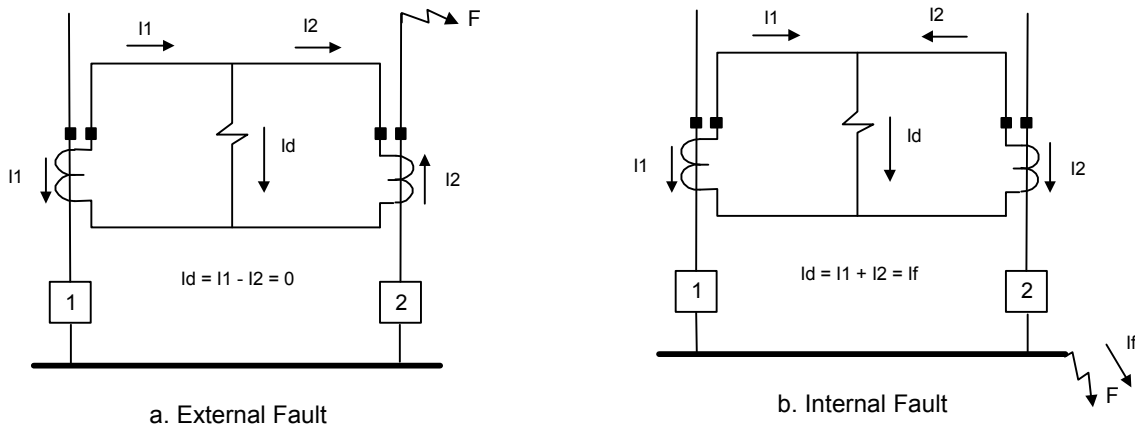 I1
I2
F
Id
I1
I2
Id = I1 - I2 = 0
1
2
a. External Fault
I1
I2
Id
I1
I2
Id = I1 + I2 = If
1
2
If
F
b. Internal Fault